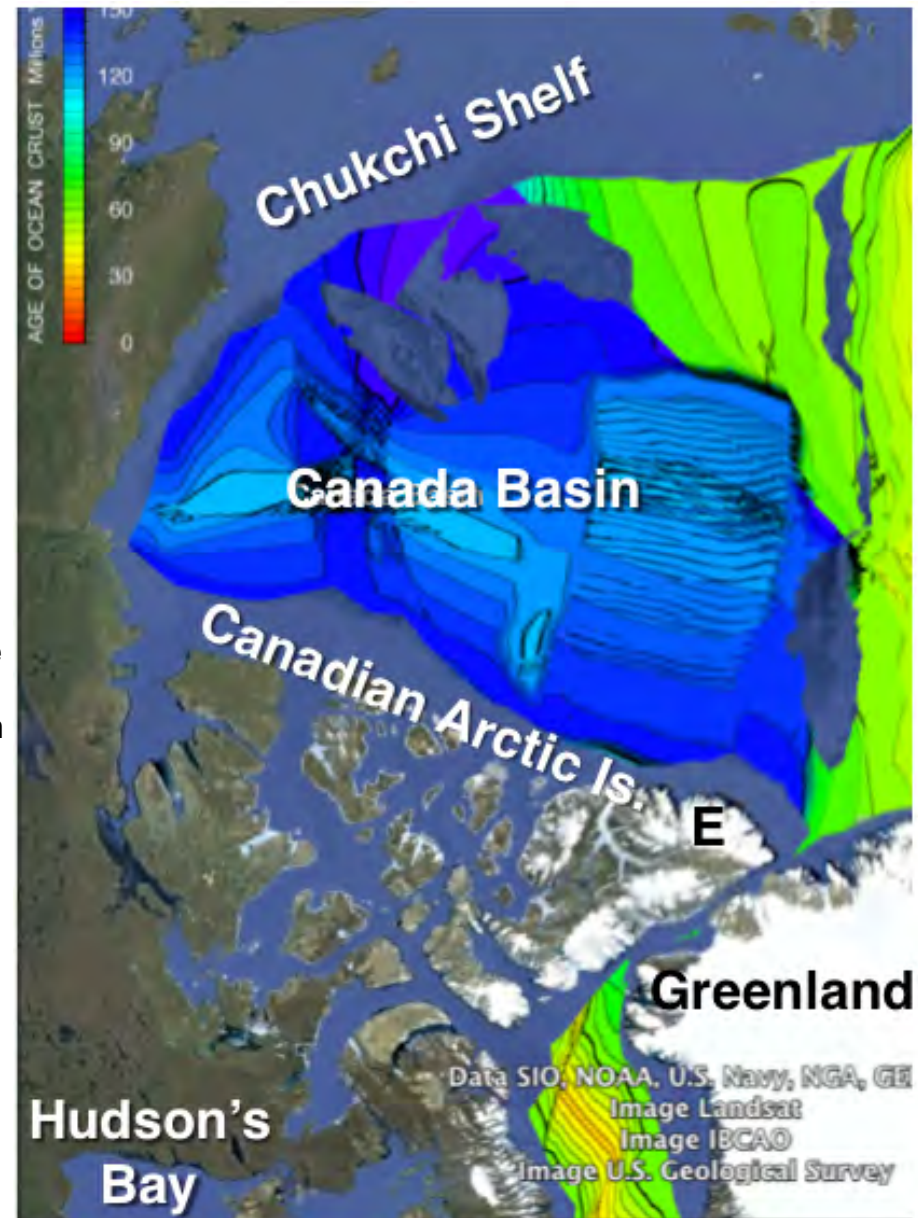 AGE OF OCEAN CRUST Millions
150
120
90
60
30
0
Chukchi Shelf
Canada Basin
Canadian Arctic Is.
E
Greenland
Data SIO, NOAA, U.S. Navy, NGA, GE
Image Landsat
Image IBCAO
Image U.S. Geological Survey
Hudson's
Bay